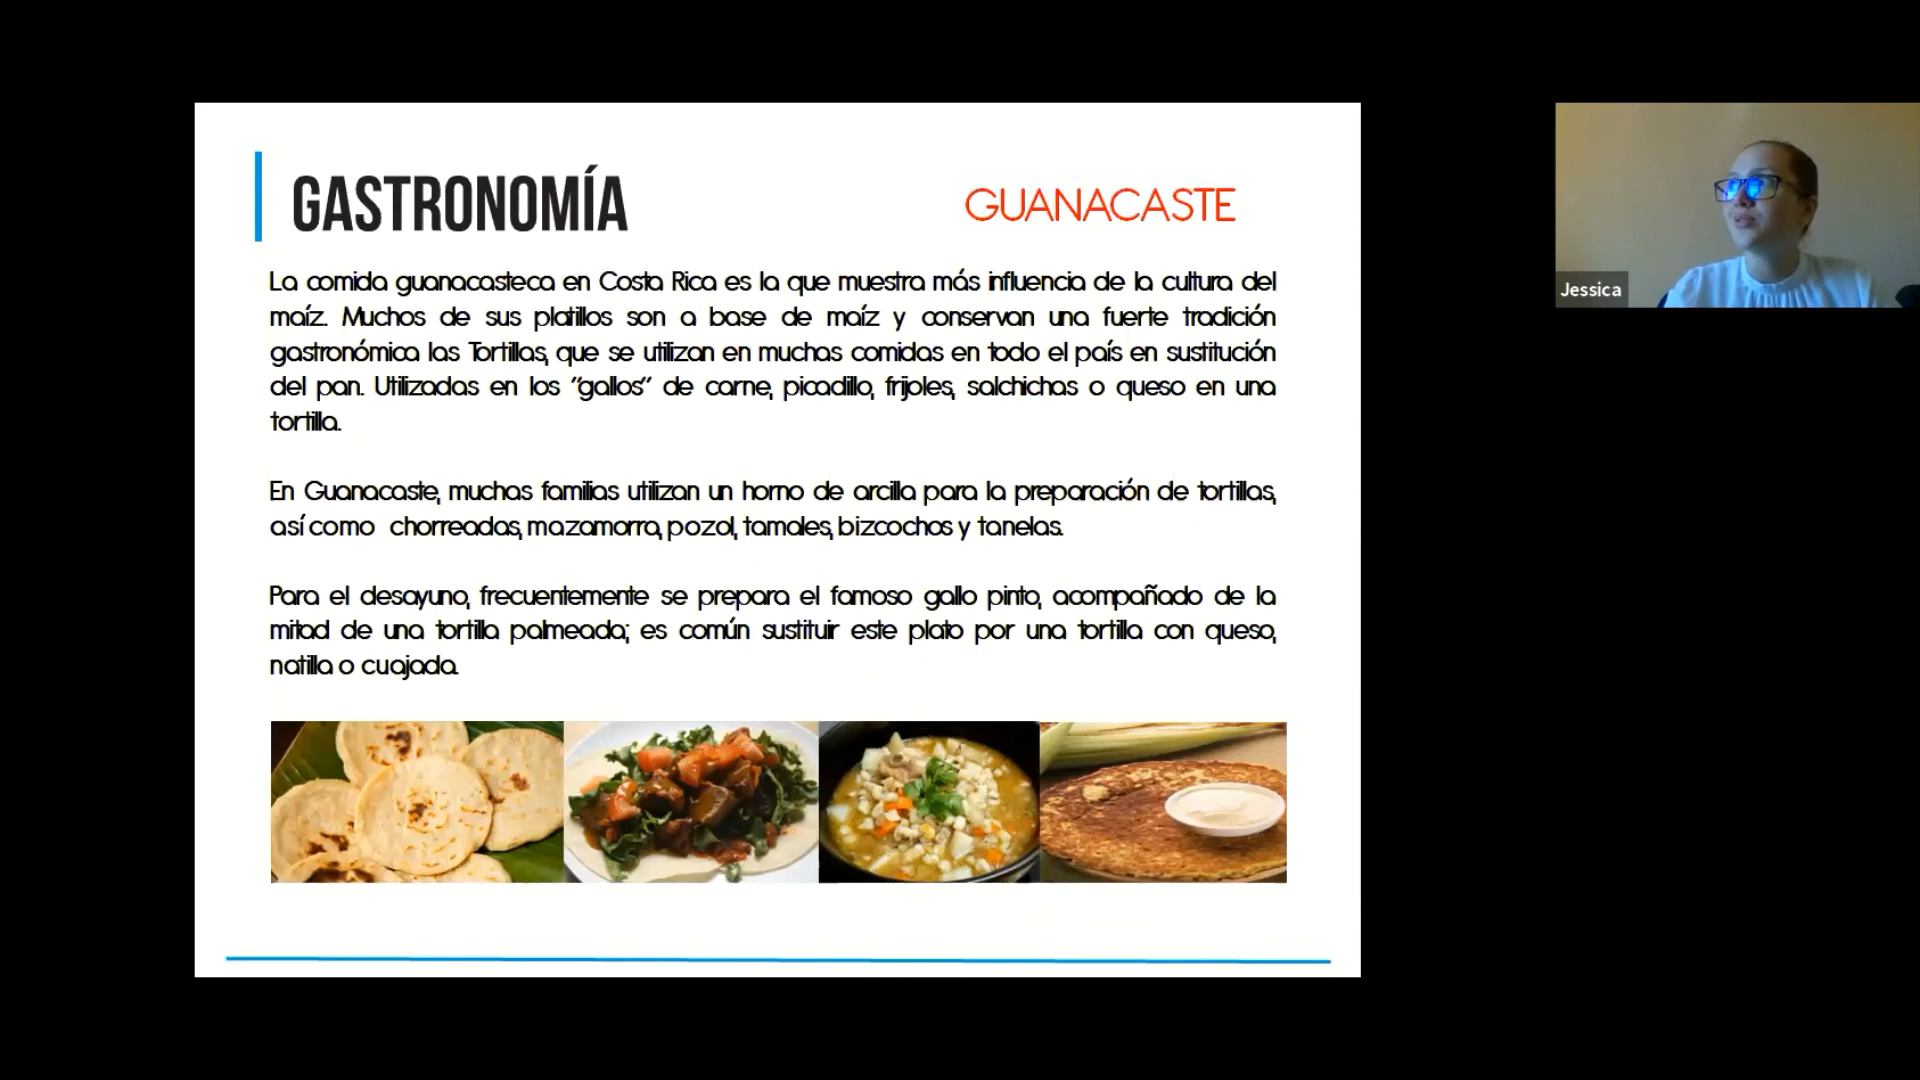 GASTRONOMÍA
GUANACASTE
La comida guanacasteca en Costa Rica es la que muestra más influencia de la cultura del
maíz. Muchos de sus platillos son a base de maíz y conservan una fuerte tradición
gastronómica las Tortillas, que se utilizan en muchas comidas en todo el país en sustitución
del pan. Utilizadas en los "gallos" de carne, picadillo, frijoles, salchichas o queso en una
tortilla.
En Guanacaste, muchas familias utilizan un horno de arcilla para la preparación de tortillas,
así como chorreadas, mazamorra, pozol, tamales, bizcochos y tanelas.
Para el desayuno, frecuentemente se prepara el famoso gallo pinto, acompañado de la
mitad de una tortilla palmeada; es común sustituir este plato por una tortilla con queso,
natilla o cuajada.
Jessica